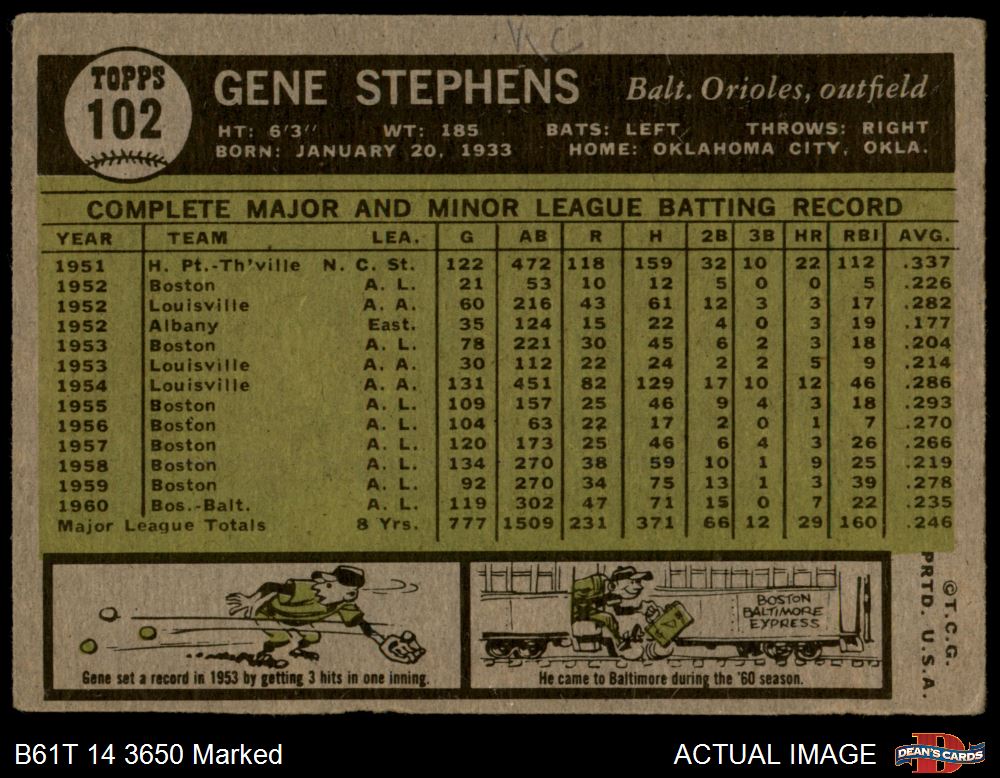 KC
TOPPS
102
GENE STEPHENS Balt. Orioles, outfield
HT: 6'3" WT: 185 BATS: LEFT THROWS: RIGHT
BORN: JANUARY 20, 1933 HOME: OKLAHOMA CITY, OKLA.
COMPLETE MAJOR AND MINOR LEAGUE BATTING RECORD
YEAR TEAM LEA. G AB R H 2B 3B HR RBI AVG.
1951 H. Pt.-Th'ville N. C. St. 122 472 118 159 32 10 22 112 .337
1952 Boston A. L. 21 53 10 12 5 0 0 5 .226
1952 Louisville A. A. 60 216 43 61 12 3 3 17 .282
1952 Albany East. 35 124 15 22 4 0 3 19 .177
1953 Boston A. L. 78 221 30 45 6 2 3 18 .204
1953 Louisville A. A. 30 112 22 24 2 2 5 9 .214
1954 Louisville A. A. 131 451 82 129 17 10 12 46 .286
1955 Boston A. L. 109 157 25 46 9 4 3 18 .293
1956 Boston A. L. 104 63 22 17 2 0 1 7 .270
1957 Boston A. L. 120 173 25 46 6 4 3 26 .266
1958 Boston A. L. 134 270 38 59 10 1 9 25 .219
1959 Boston A. L. 92 270 34 75 13 1 3 39 .278
1960 Bos.-Balt. A. L. 119 302 47 71 15 0 7 22 .235
Major League Totals 8 Yrs. 777 1509 231 371 66 12 29 160 .246
Gene set a record in 1953 by getting 3 hits in one inning.
BOSTON
BALTIMORE
EXPRESS
He came to Baltimore during the '60 season.
©T.C.G.
PRTD. U.S.A.
B61T 14 3650 Marked
ACTUAL IMAGE
DEAN'S CARDS